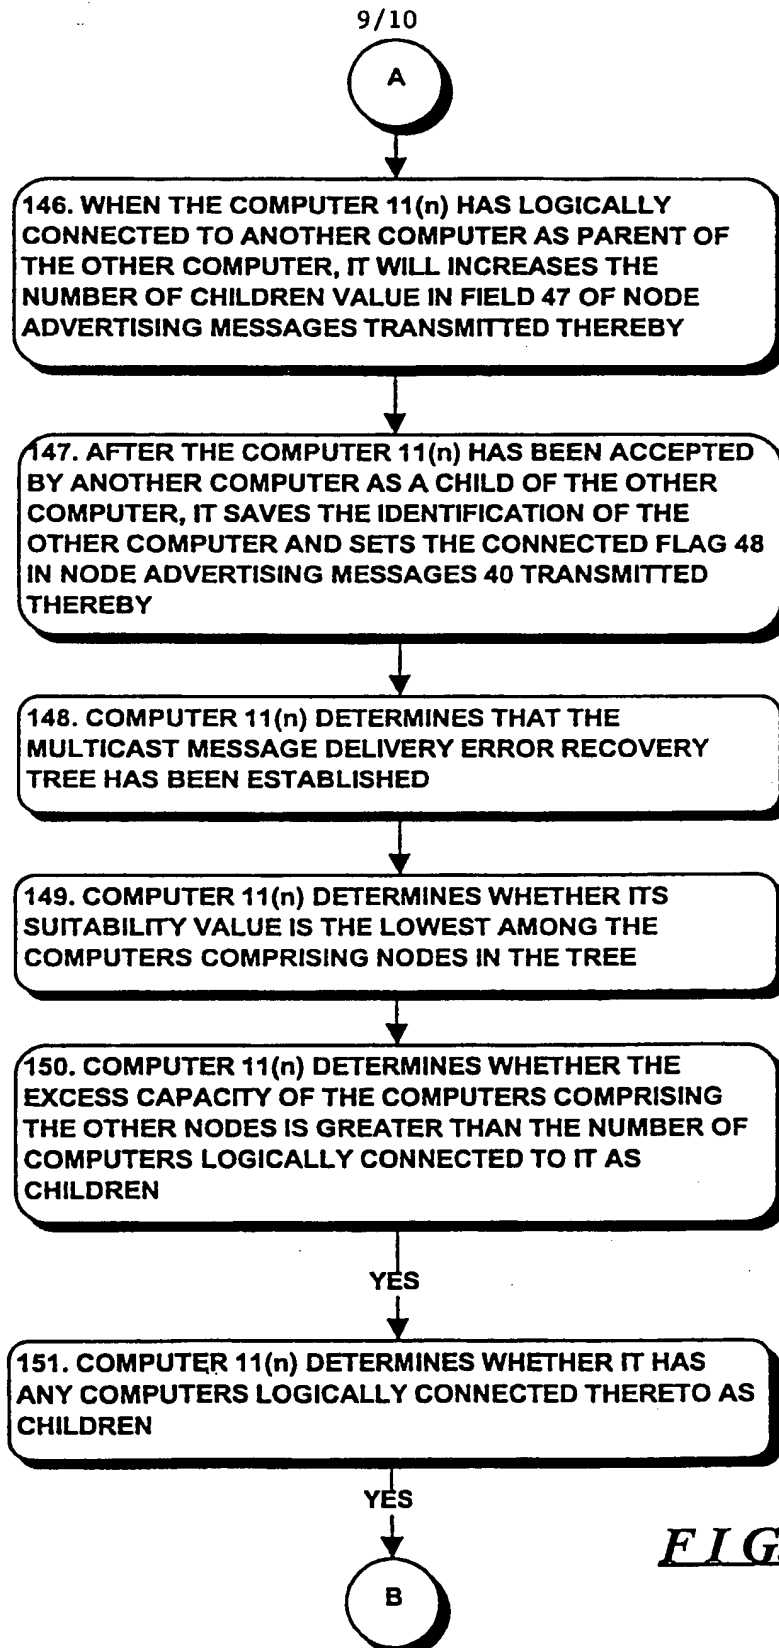 9/10
A
146. WHEN THE COMPUTER 11(n) HAS LOGICALLY
CONNECTED TO ANOTHER COMPUTER AS PARENT OF
THE OTHER COMPUTER, IT WILL INCREASES THE
NUMBER OF CHILDREN VALUE IN FIELD 47 OF NODE
ADVERTISING MESSAGES TRANSMITTED THEREBY
147. AFTER THE COMPUTER 11(n) HAS BEEN ACCEPTED
BY ANOTHER COMPUTER AS A CHILD OF THE OTHER
COMPUTER, IT SAVES THE IDENTIFICATION OF THE
OTHER COMPUTER AND SETS THE CONNECTED FLAG 48
IN NODE ADVERTISING MESSAGES 40 TRANSMITTED
THEREBY
148. COMPUTER 11(n) DETERMINES THAT THE
MULTICAST MESSAGE DELIVERY ERROR RECOVERY
TREE HAS BEEN ESTABLISHED
149. COMPUTER 11(n) DETERMINES WHETHER ITS
SUITABILITY VALUE IS THE LOWEST AMONG THE
COMPUTERS COMPRISING NODES IN THE TREE
150. COMPUTER 11(n) DETERMINES WHETHER THE
EXCESS CAPACITY OF THE COMPUTERS COMPRISING
THE OTHER NODES IS GREATER THAN THE NUMBER OF
COMPUTERS LOGICALLY CONNECTED TO IT AS
CHILDREN
YES
151. COMPUTER 11(n) DETERMINES WHETHER IT HAS
ANY COMPUTERS LOGICALLY CONNECTED THERETO AS
CHILDREN
YES
FIG.
B